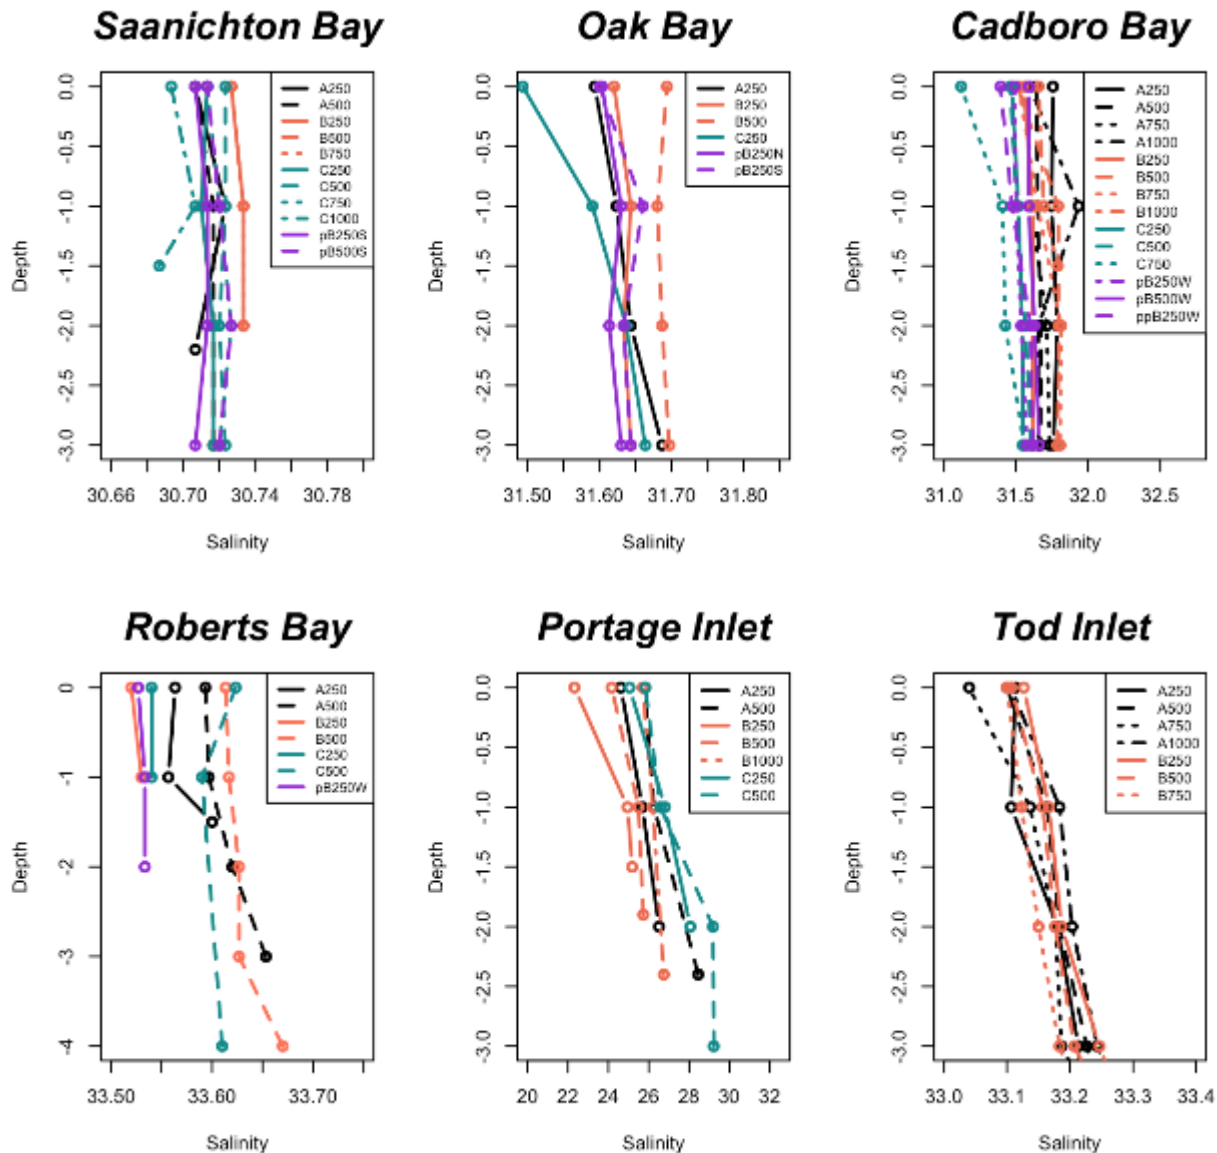 Saanichton Bay
0.0
-0.5
-1.0
-1.5
-2.0
-2.5
-3.0
Depth
30.66 30.70 30.74 30.78
Salinity
A250
A500
B250
B500
B750
C250
C500
C750
C1000
pB250S
pB500S
Oak Bay
0.0
-0.5
-1.0
-1.5
-2.0
-2.5
-3.0
Depth
31.50 31.60 31.70 31.80
Salinity
A250
B250
B500
C250
pB250N
pB250S
Cadboro Bay
0.0
-0.5
-1.0
-1.5
-2.0
-2.5
-3.0
Depth
31.0 31.5 32.0 32.5
Salinity
A250
A500
A750
A1000
B250
B500
B750
B1000
C250
C500
C750
pB250W
pB500W
ppB250W
Roberts Bay
0
-1
-2
-3
-4
Depth
33.50 33.60 33.70
Salinity
A250
A500
B250
B500
C250
C500
pB250W
Portage Inlet
0.0
-0.5
-1.0
-1.5
-2.0
-2.5
-3.0
Depth
20 22 24 26 28 30 32
Salinity
A250
A500
B250
B500
B1000
C250
C500
Tod Inlet
0.0
-0.5
-1.0
-1.5
-2.0
-2.5
-3.0
Depth
33.0 33.1 33.2 33.3 33.4
Salinity
A250
A500
A750
A1000
B250
B500
B750